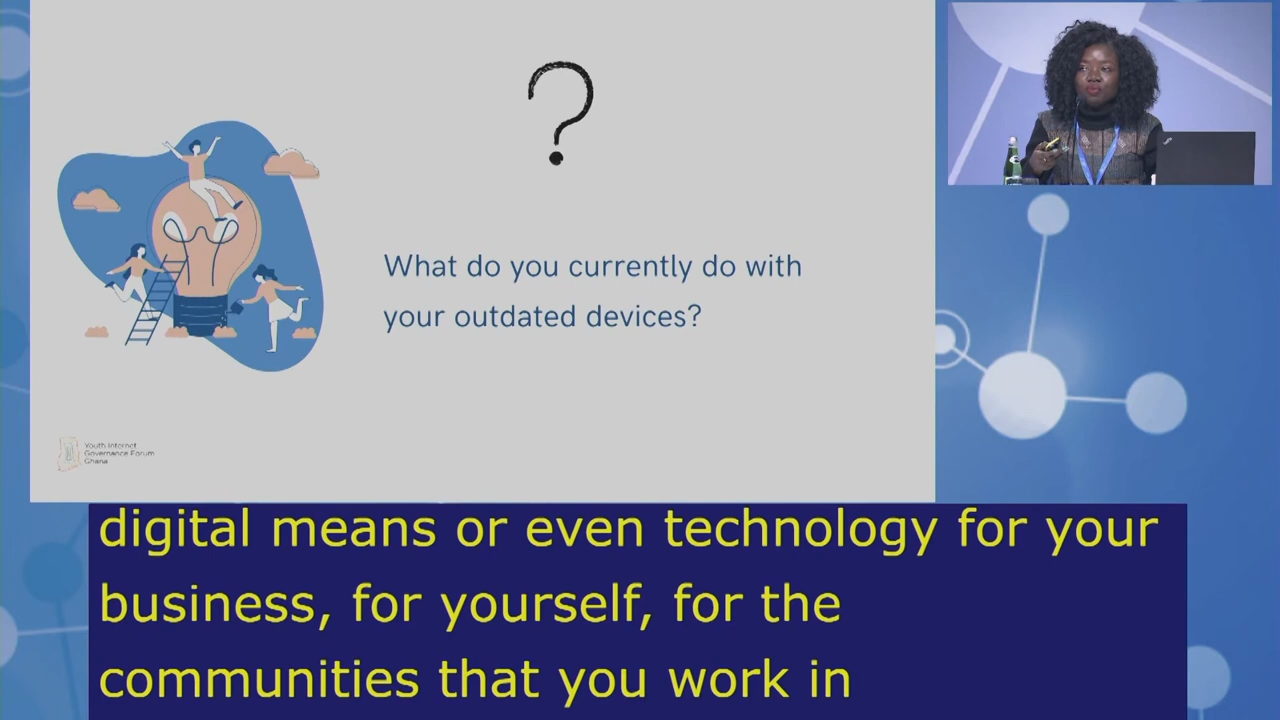 ?
What do you currently do with
your outdated devices?
Youth Internet
Governance Forum
Ghana
digital means or even technology for your
business, for yourself, for the
communities that you work in